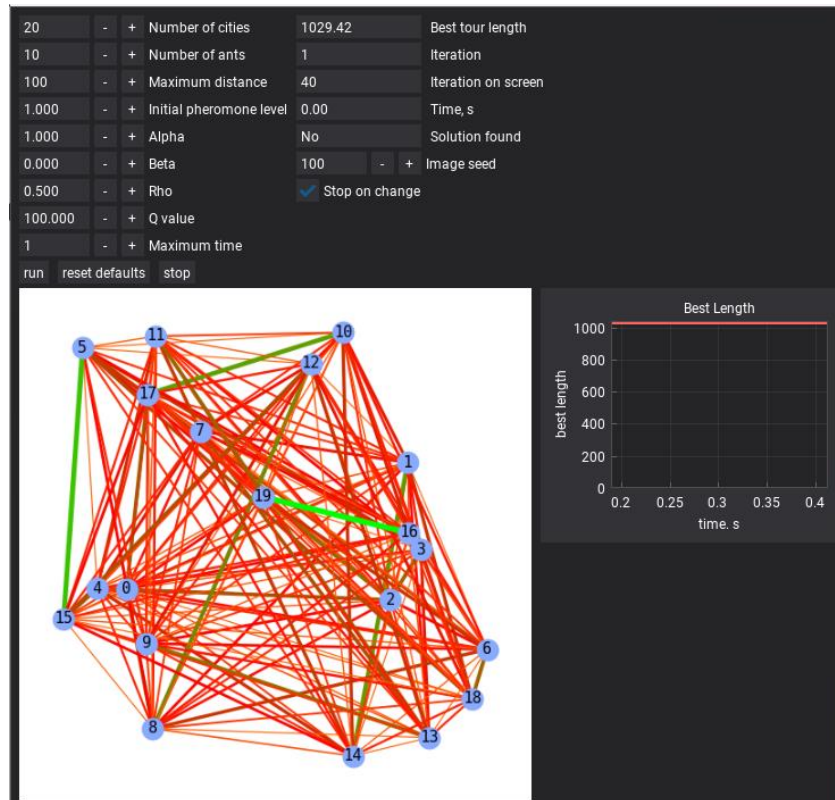 20 - + Number of cities 1029.42 Best tour length
10 - + Number of ants 1 Iteration
100 - + Maximum distance 40 Iteration on screen
1.000 - + Initial pheromone level 0.00 Time, s
1.000 - + Alpha No Solution found
0.000 - + Beta 100 - + Image seed
0.500 - + Rho Stop on change
100.000 - + Q value
1 - + Maximum time
run reset defaults stop
Best Length
1000
800
600
400
200
0
best length
0.2 0.25 0.3 0.35 0.4
time. s
10
11
5
12
17
7
1
19
16
3
4 0
2
15
9
6
18
8
13
14